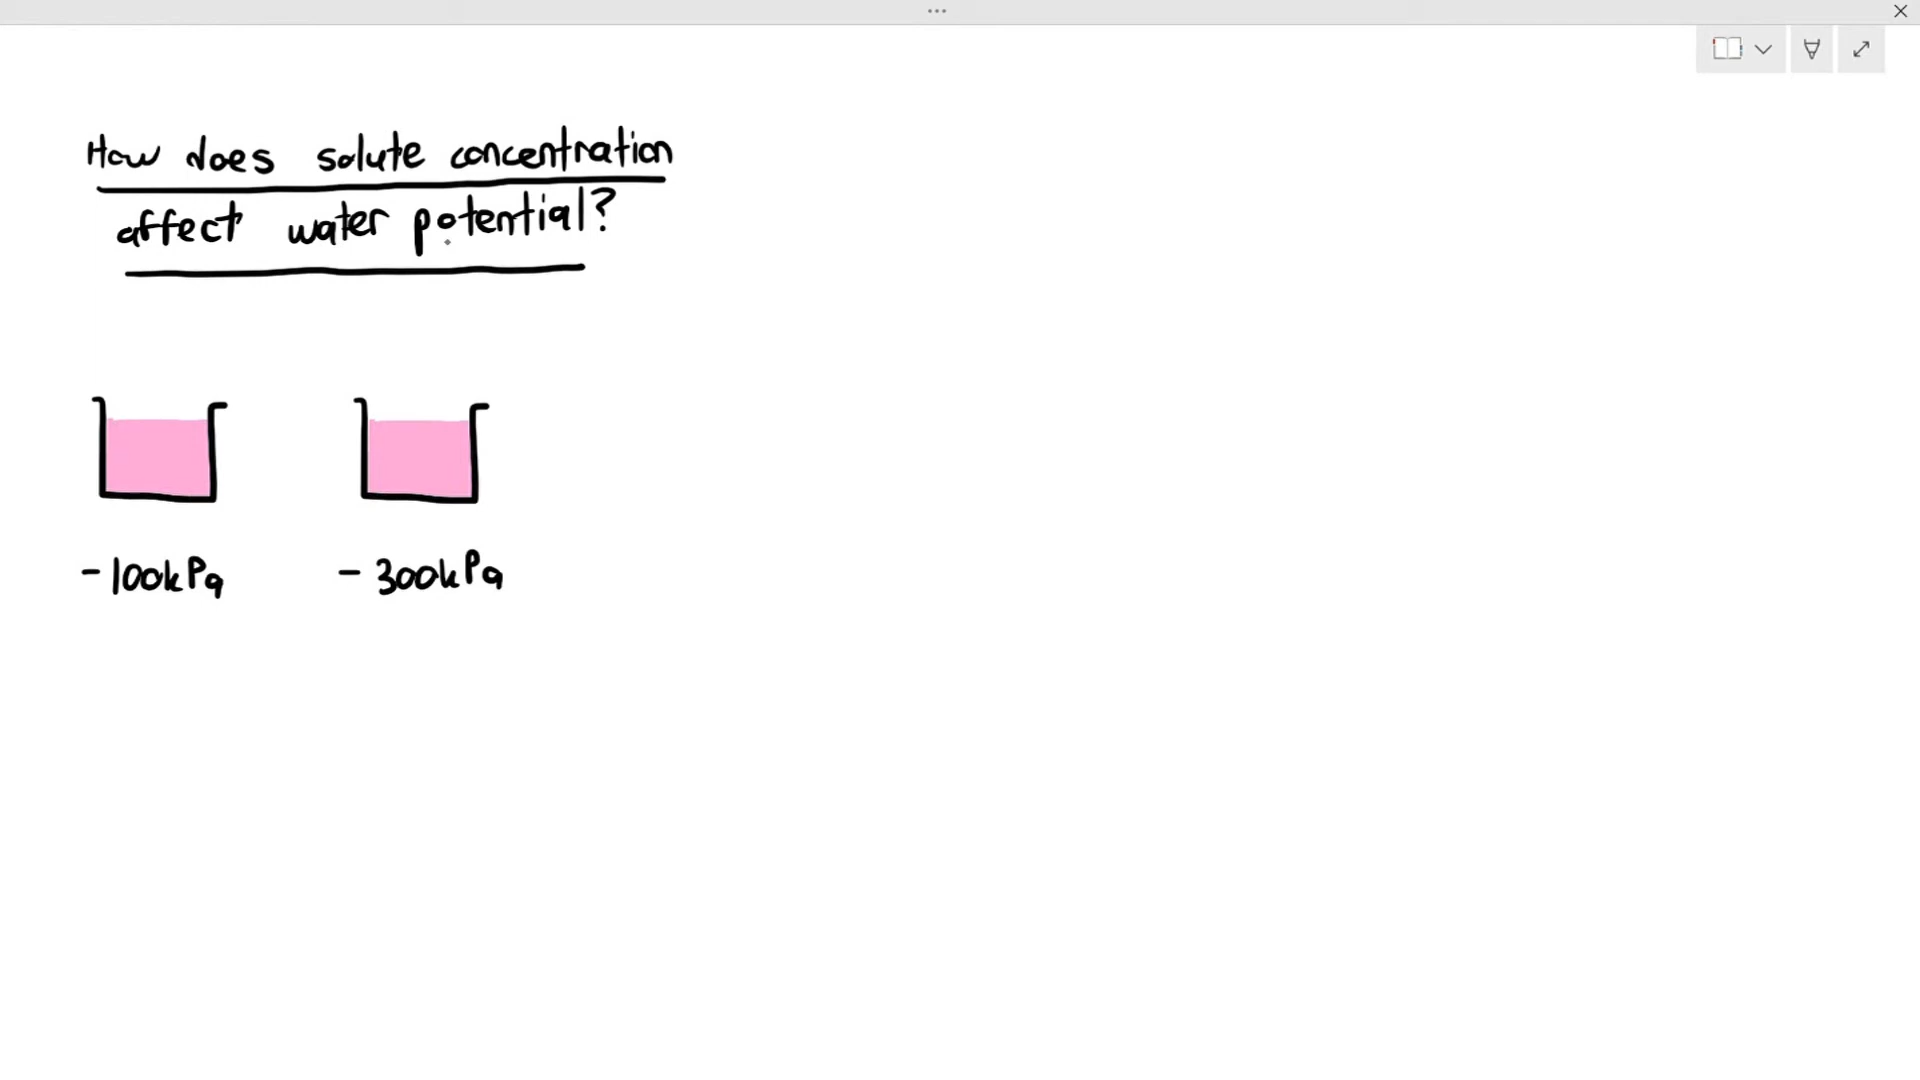 How does solute concentration
affect water potential?
-100kPa -300kPa